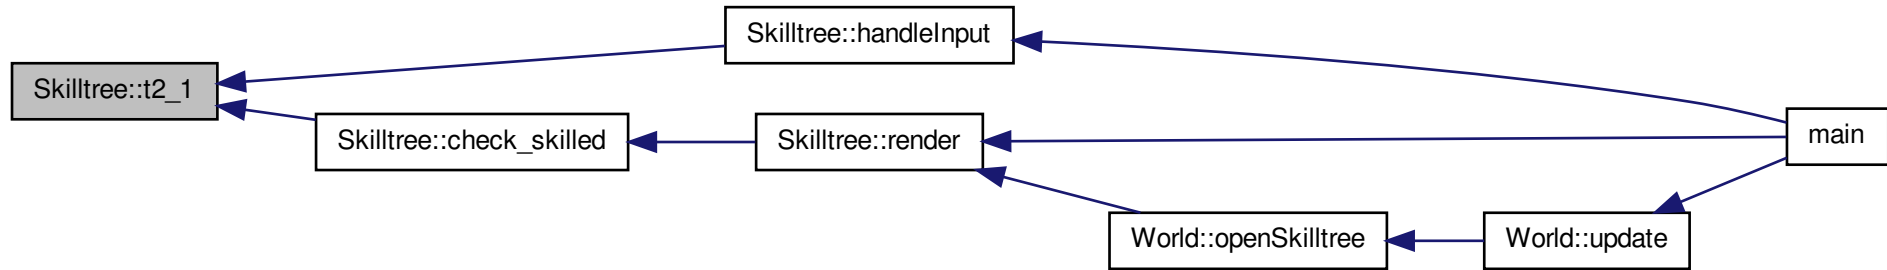 Skilltree::t2_1
Skilltree::handleInput
Skilltree::check_skilled
Skilltree::render
World::openSkilltree
World::update
main